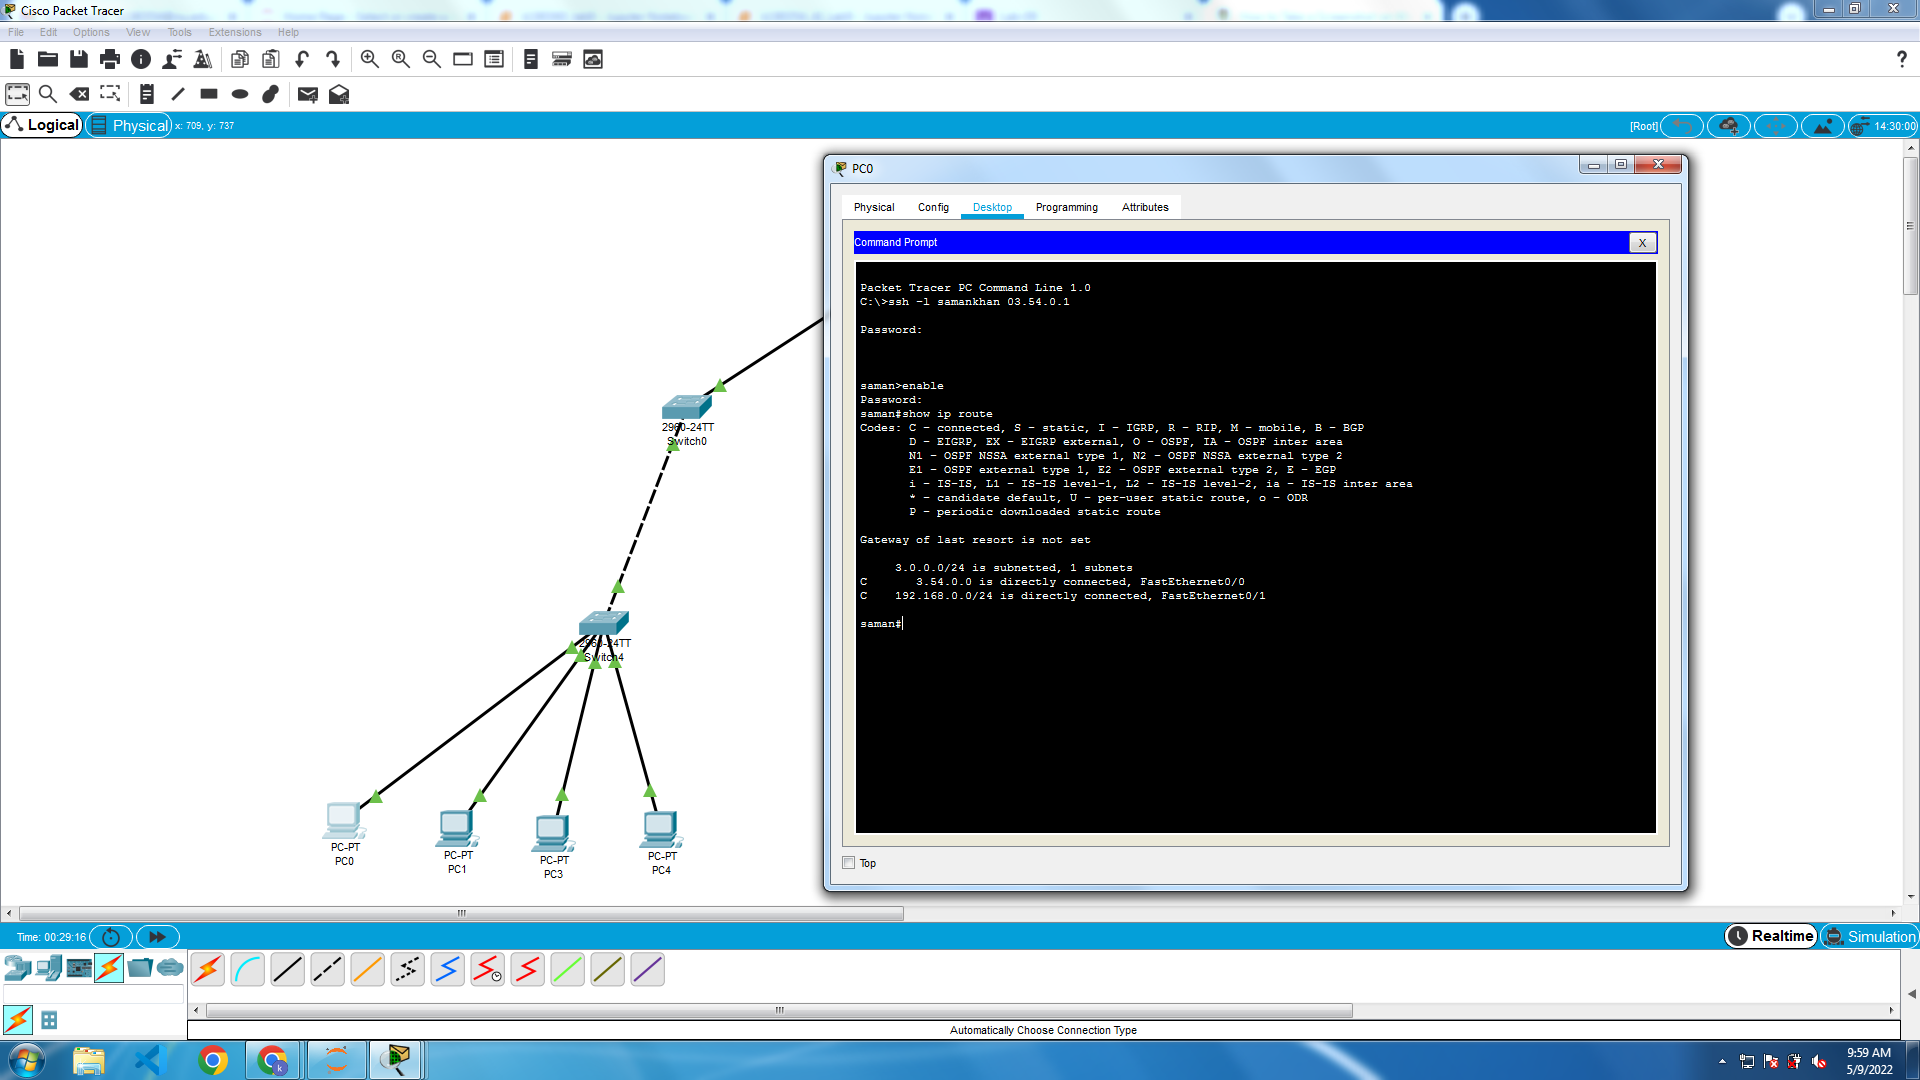 Cisco Packet Tracer
File Edit Options View Tools Extensions Help
?
Logical
Physical
x: 709, y: 737
[Root]
14:30:00
PC0
Physical Config Desktop Programming Attributes
Command Prompt
X
Packet Tracer PC Command Line 1.0
C:\>ssh -l samankhan 03.54.0.1
Password:
saman>enable
Password:
saman#show ip route
Codes: C - connected, S - static, I - IGRP, R - RIP, M - mobile, B - BGP
D - EIGRP, EX - EIGRP external, O - OSPF, IA - OSPF inter area
N1 - OSPF NSSA external type 1, N2 - OSPF NSSA external type 2
E1 - OSPF external type 1, E2 - OSPF external type 2, E - EGP
i - IS-IS, L1 - IS-IS level-1, L2 - IS-IS level-2, ia - IS-IS inter area
* - candidate default, U - per-user static route, o - ODR
P - periodic downloaded static route
Gateway of last resort is not set
3.0.0.0/24 is subnetted, 1 subnets
C 3.54.0.0 is directly connected, FastEthernet0/0
C 192.168.0.0/24 is directly connected, FastEthernet0/1
saman#
Top
2960-24TT
Switch0
2960-24TT
Switch4
PC-PT
PC0
PC-PT
PC1
PC-PT
PC3
PC-PT
PC4
Time: 00:29:16
Realtime
Simulation
Automatically Choose Connection Type
9:59 AM
5/9/2022